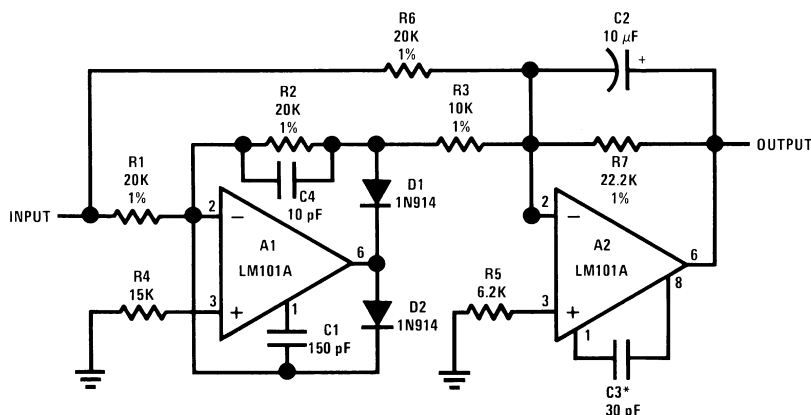 R6
20K
1%
C2
10 μF
+
R2
20K
1%
R3
10K
1%
C4
10 pF
R1
20K
1%
R7
22.2K
1%
OUTPUT
INPUT
D1
1N914
2
−
A1
LM101A
6
3
+
1
R4
15K
D2
1N914
C1
150 pF
2
−
A2
LM101A
6
8
3
+
1
R5
6.2K
C3*
30 pF